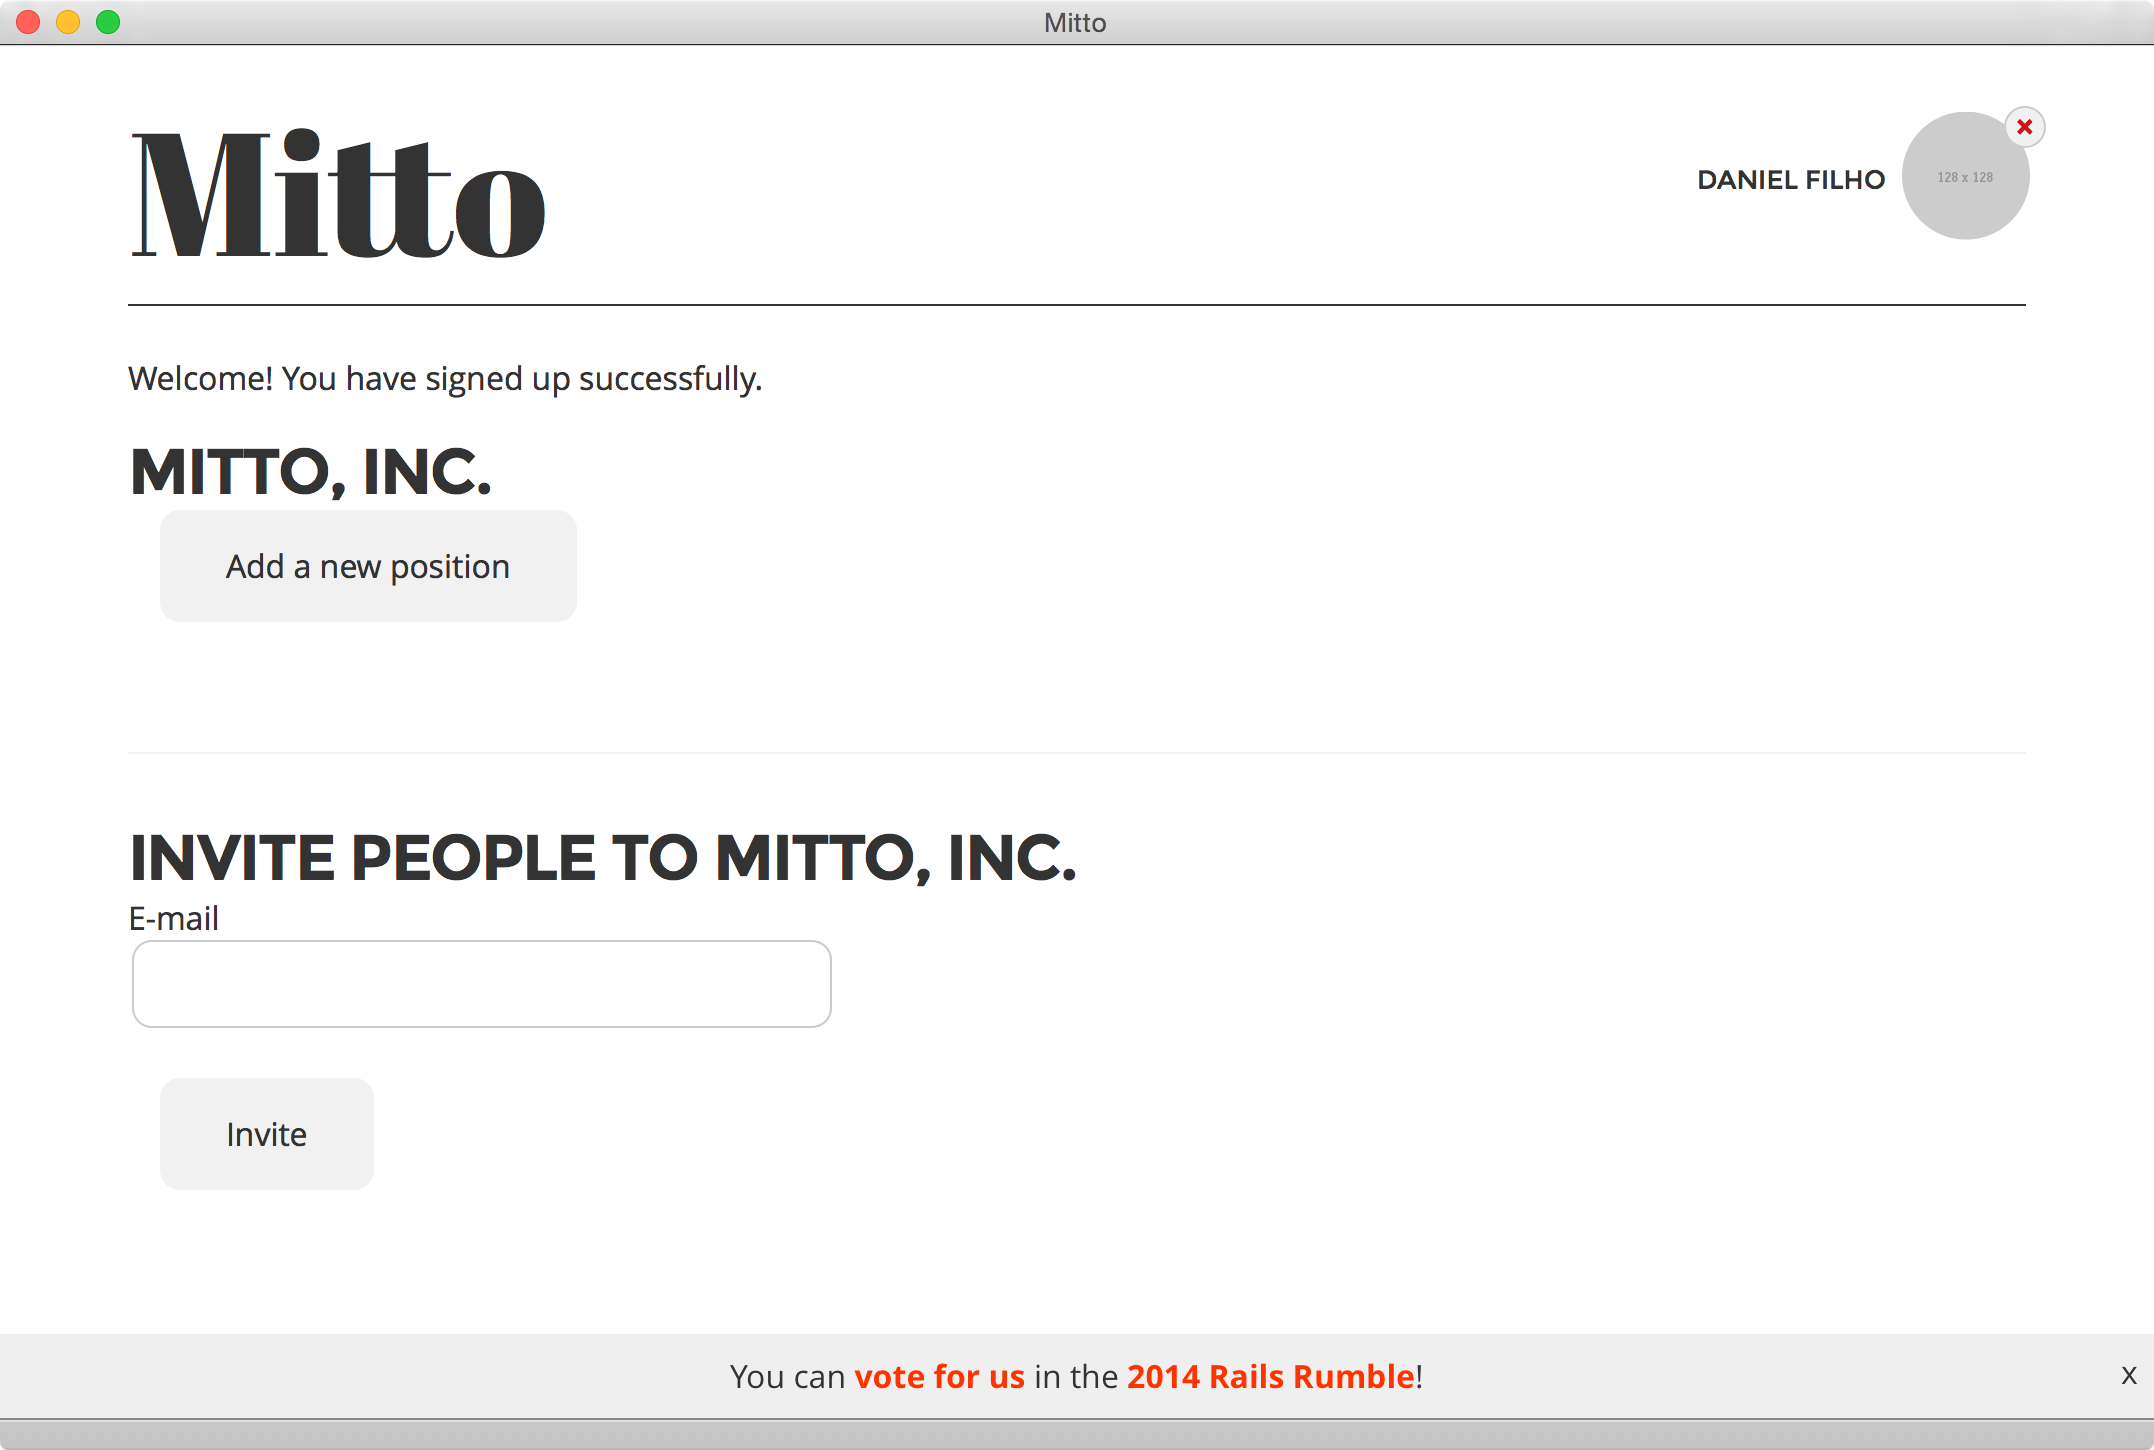 Mitto
Mitto
DANIEL FILHO
128 x 128
Welcome! You have signed up successfully.
MITTO, INC.
Add a new position
INVITE PEOPLE TO MITTO, INC.
E-mail
Invite
You can vote for us in the 2014 Rails Rumble!
x